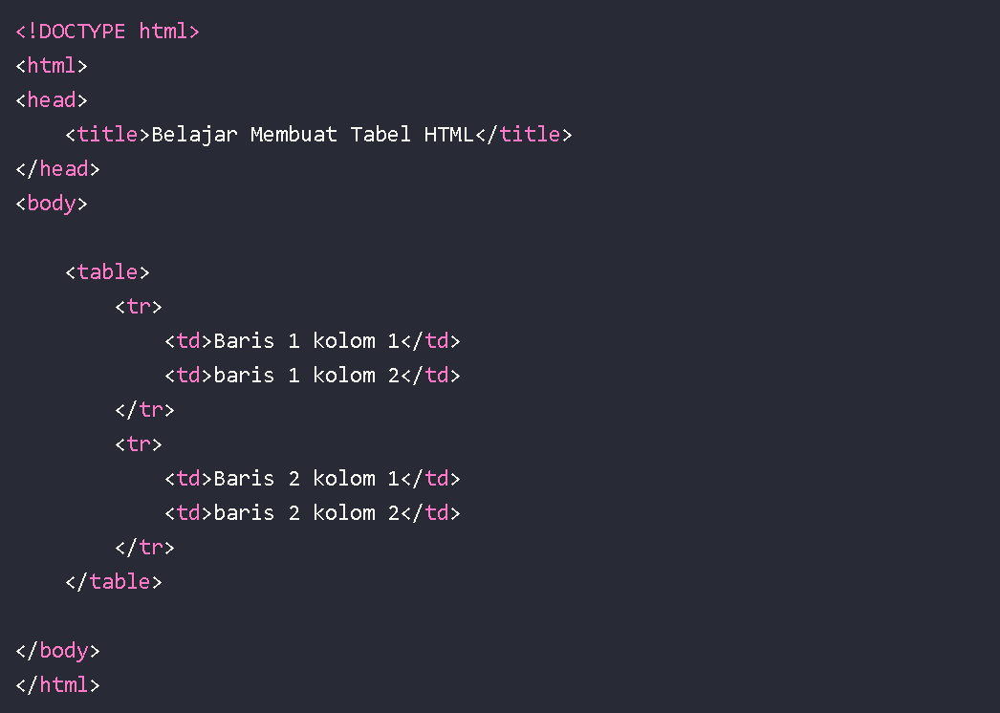 <!DOCTYPE html>
<html>
<head>
    <title>Belajar Membuat Tabel HTML</title>
</head>
<body>

    <table>
        <tr>
            <td>Baris 1 kolom 1</td>
            <td>baris 1 kolom 2</td>
        </tr>
        <tr>
            <td>Baris 2 kolom 1</td>
            <td>baris 2 kolom 2</td>
        </tr>
    </table>

</body>
</html>